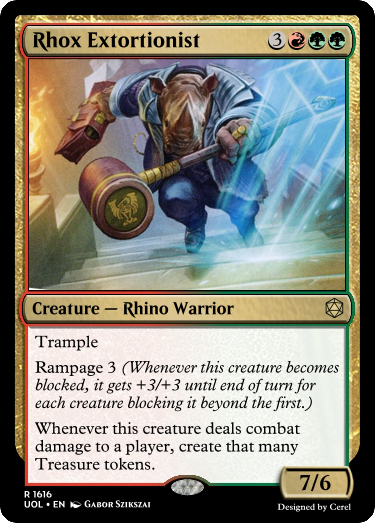 Rhox Extortionist 3
Creature — Rhino Warrior
Trample
Rampage 3 (Whenever this creature becomes
blocked, it gets +3/+3 until end of turn for
each creature blocking it beyond the first.)
Whenever this creature deals combat
damage to a player, create that many
Treasure tokens.
7/6
R 1616
UOL • EN Gabor Szikszai
Designed by Cerel